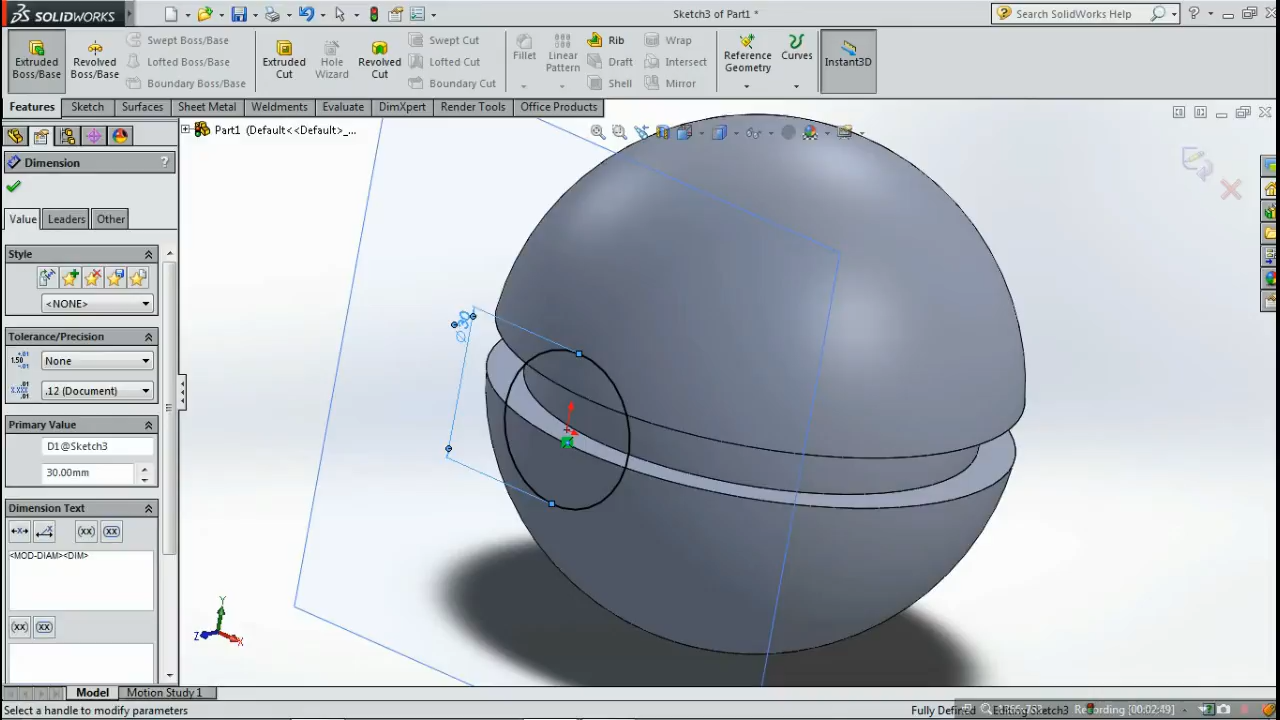 SOLIDWORKS
Sketch3 of Part1 *
Search SolidWorks Help
Extruded Boss/Base
Revolved Boss/Base
Swept Boss/Base
Lofted Boss/Base
Boundary Boss/Base
Extruded Cut
Hole Wizard
Revolved Cut
Swept Cut
Lofted Cut
Boundary Cut
Fillet
Linear Pattern
Rib
Draft
Shell
Wrap
Intersect
Mirror
Reference Geometry
Curves
Instant3D
Features Sketch Surfaces Sheet Metal Weldments Evaluate DimXpert Render Tools Office Products
Part1 (Default<<Default>_...
Dimension ?
Value Leaders Other
Style
<NONE>
Tolerance/Precision
None
.12 (Document)
Primary Value
D1@Sketch3
30.00mm
Dimension Text
(xx) (xx)
<MOD-DIAM><DIM>
(xx) (xx)
Ø30
Y
Z
X
Model Motion Study 1
Select a handle to modify parameters
Fully Defined
Editing Sketch3
Recording [00:02:49]